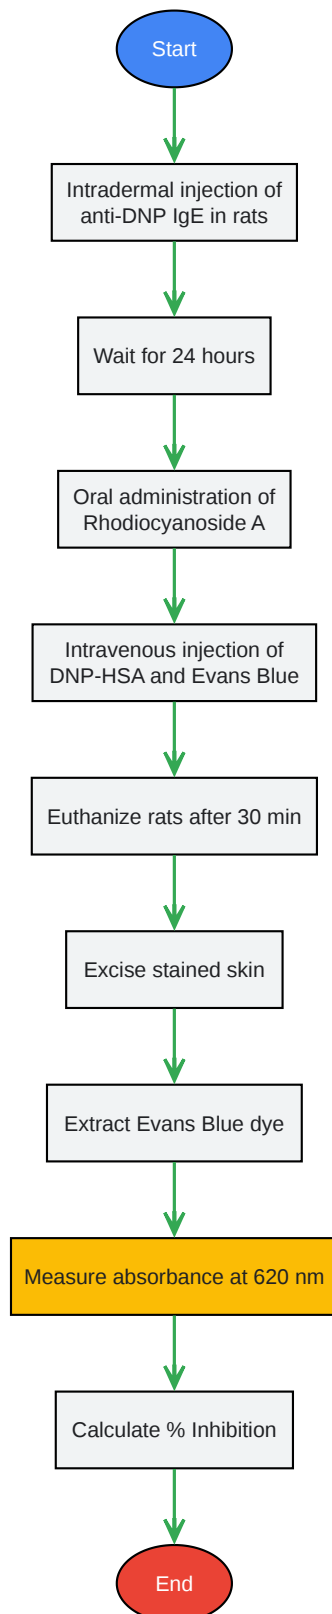 Start
Intradermal injection of
anti-DNP IgE in rats
Wait for 24 hours
Oral administration of
Rhodiocyanoside A
Intravenous injection of
DNP-HSA and Evans Blue
Euthanize rats after 30 min
Excise stained skin
Extract Evans Blue dye
Measure absorbance at 620 nm
Calculate % Inhibition
End